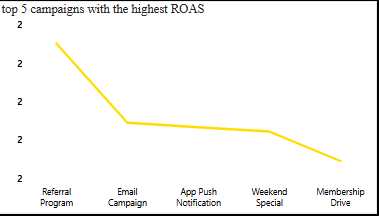 top 5 campaigns with the highest ROAS
2
2
2
2
2
Referral Email App Push Weekend Membership
Program Campaign Notification Special Drive